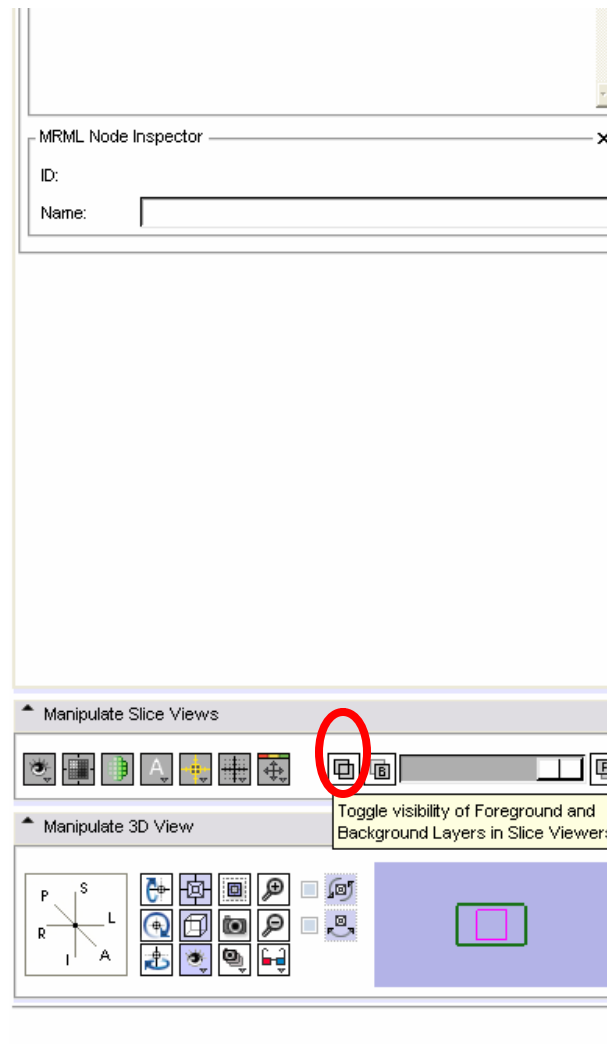 MRML Node Inspector
ID:
Name:
Manipulate Slice Views
A
B
F
Toggle visibility of Foreground and
Background Layers in Slice Viewers
Manipulate 3D View
P S
R L
I A